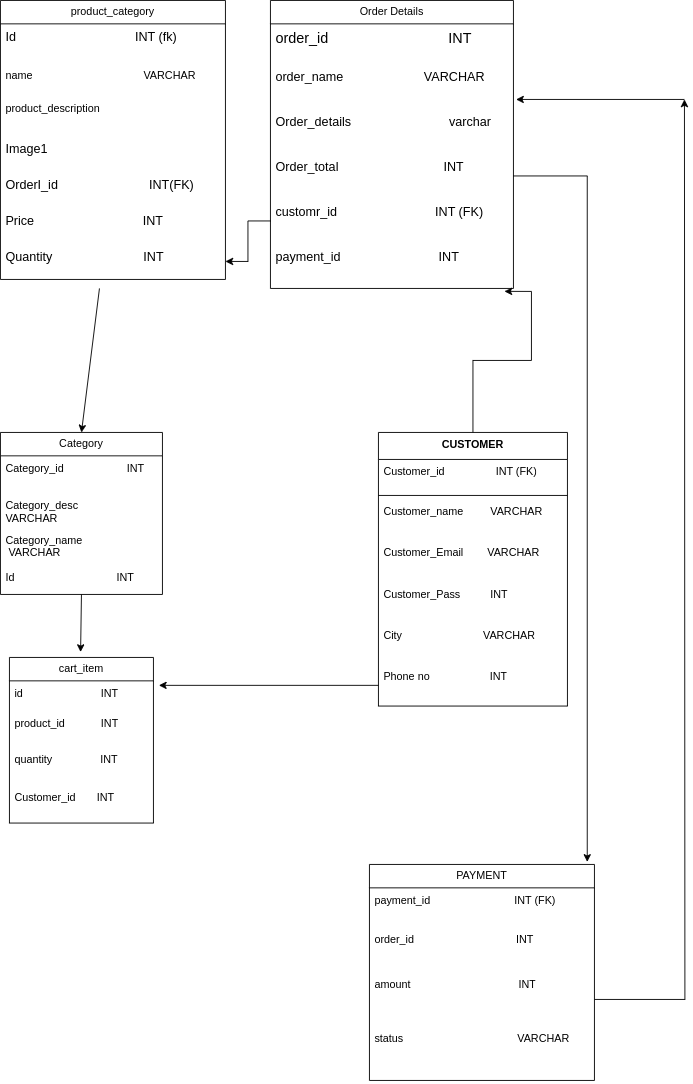 product_category
Id INT (fk)
name VARCHAR
product_description
Image1
OrderI_id INT(FK)
Price INT
Quantity INT
Order Details
order_id INT
order_name VARCHAR
Order_details varchar
Order_total INT
customr_id INT (FK)
payment_id INT
Category
Category_id INT
Category_desc
VARCHAR
Category_name
VARCHAR
Id INT
CUSTOMER
Customer_id INT (FK)
Customer_name VARCHAR
Customer_Email VARCHAR
Customer_Pass INT
City VARCHAR
Phone no INT
cart_item
id INT
product_id INT
quantity INT
Customer_id INT
PAYMENT
payment_id INT (FK)
order_id INT
amount INT
status VARCHAR